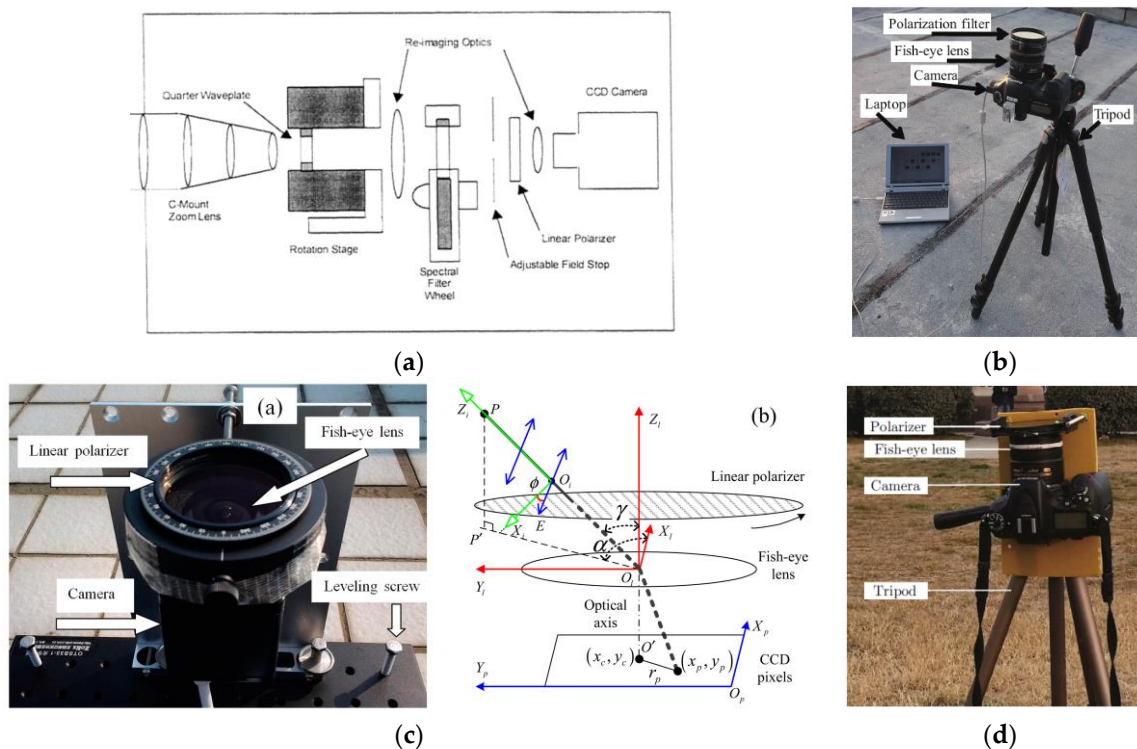 Re-imaging Optics
Quarter Waveplate
CCD Camera
C-Mount
Zoom Lens
Rotation Stage
Linear Polarizer
Adjustable Field Stop
Spectral
Filter
Wheel
(a)
Polarization filter
Fish-eye lens
Camera
Laptop
Tripod
(b)
(a)
Linear polarizer
Fish-eye lens
Camera
Leveling screw
Z_i
P
Z_l
(b)
Linear polarizer
ϕ
O_i
E
γ
X_l
P'
X_i
α
Y_l
O_l
Fish-eye
lens
Optical
axis
X_p
O'
(x_c, y_c)
(x_p, y_p)
r_p
CCD
pixels
Y_p
O_p
(c)
Polarizer
Fish-eye lens
Camera
Tripod
(d)